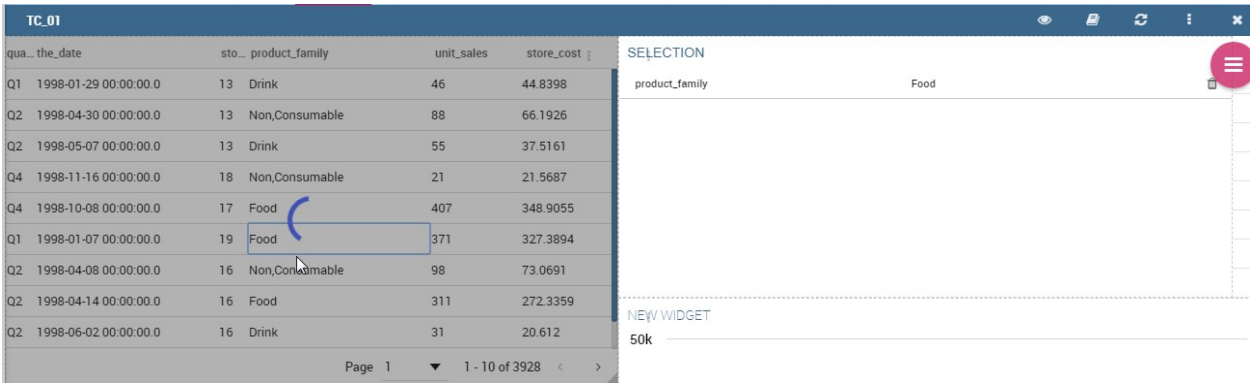 TC_01
qua... the_date sto... product_family unit_sales store_cost
Q1 1998-01-29 00:00:00.0 13 Drink 46 44.8398
Q2 1998-04-30 00:00:00.0 13 Non,Consumable 88 66.1926
Q2 1998-05-07 00:00:00.0 13 Drink 55 37.5161
Q4 1998-11-16 00:00:00.0 18 Non,Consumable 21 21.5687
Q4 1998-10-08 00:00:00.0 17 Food 407 348.9055
Q1 1998-01-07 00:00:00.0 19 Food 371 327.3894
Q2 1998-04-08 00:00:00.0 16 Non,Consumable 98 73.0691
Q2 1998-04-14 00:00:00.0 16 Food 311 272.3359
Q2 1998-06-02 00:00:00.0 16 Drink 31 20.612
Page 1 1 - 10 of 3928 < >
SELECTION
product_family Food
NEW WIDGET
50k